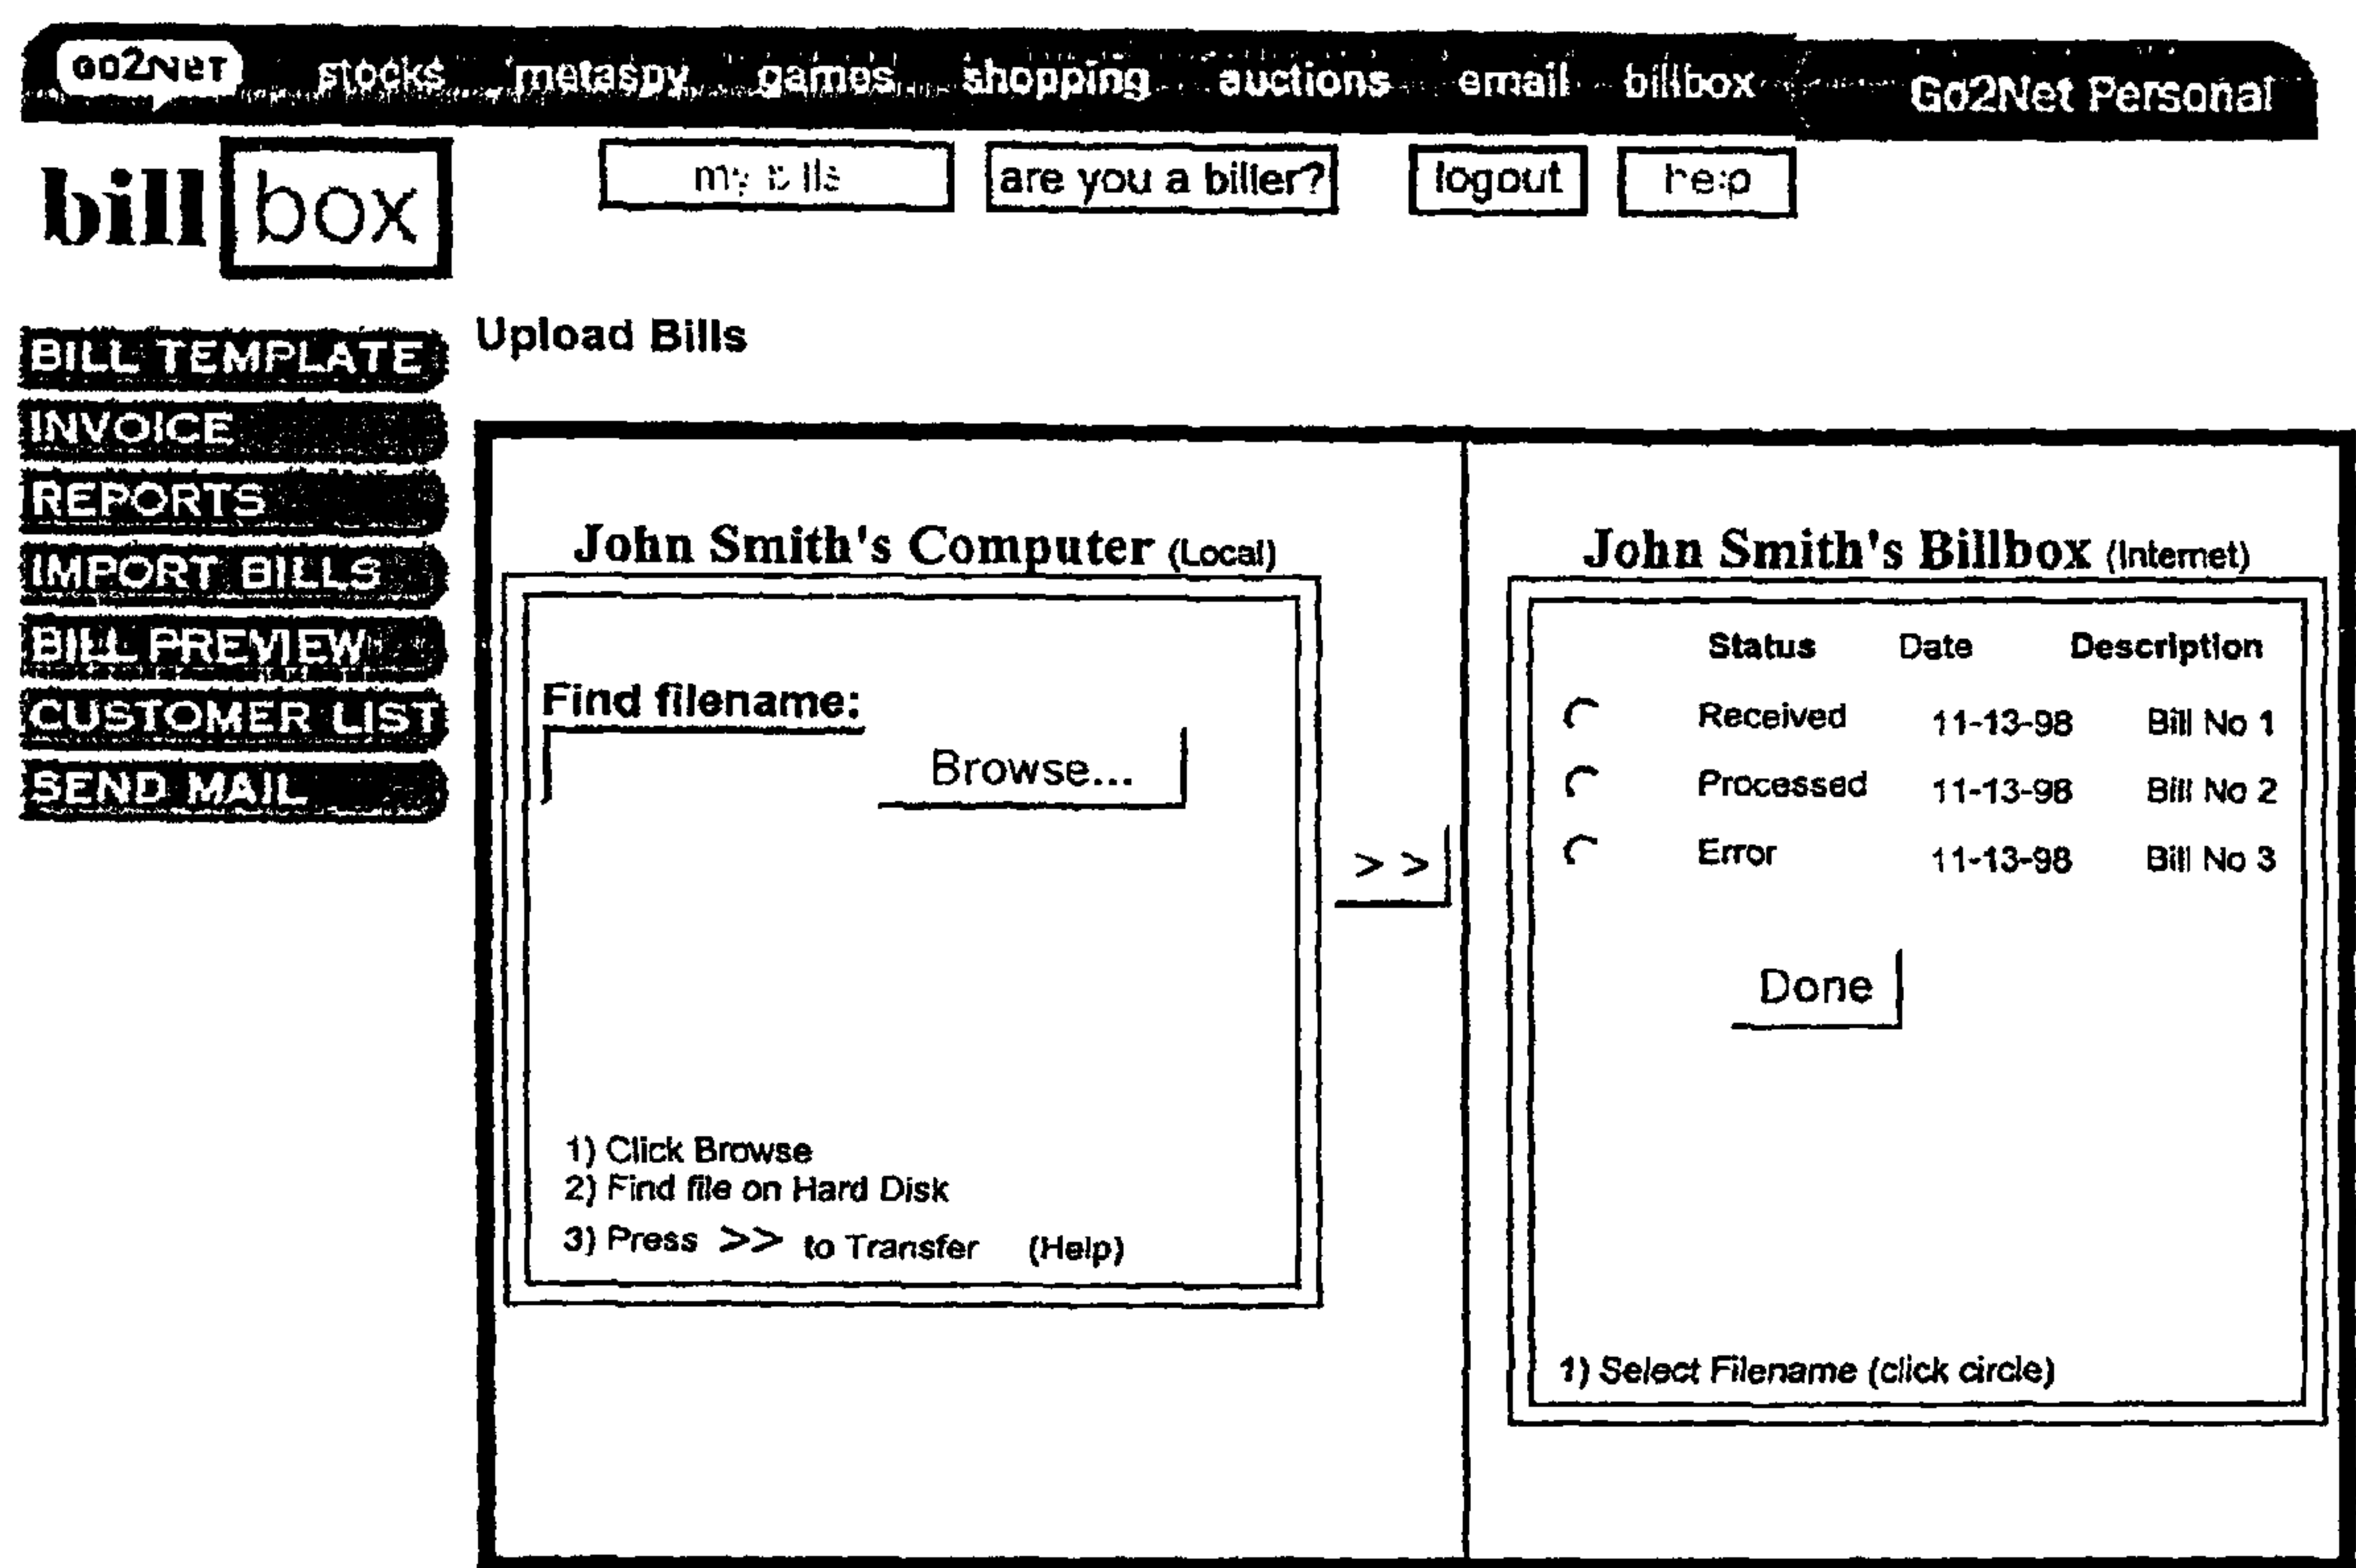 GO2NET stocks metaspy games shopping auctions email billbox Go2Net Personal
bill box
my bills are you a biller? logout help
BILL TEMPLATE
INVOICE
REPORTS
IMPORT BILLS
BILL PREVIEW
CUSTOMER LIST
SEND MAIL
Upload Bills
John Smith's Computer (Local)
Find filename:
Browse...
1) Click Browse
2) Find file on Hard Disk
3) Press >> to Transfer (Help)
> >
John Smith's Billbox (Internet)
Status Date Description
Received 11-13-98 Bill No 1
Processed 11-13-98 Bill No 2
Error 11-13-98 Bill No 3
Done
1) Select Filename (click circle)